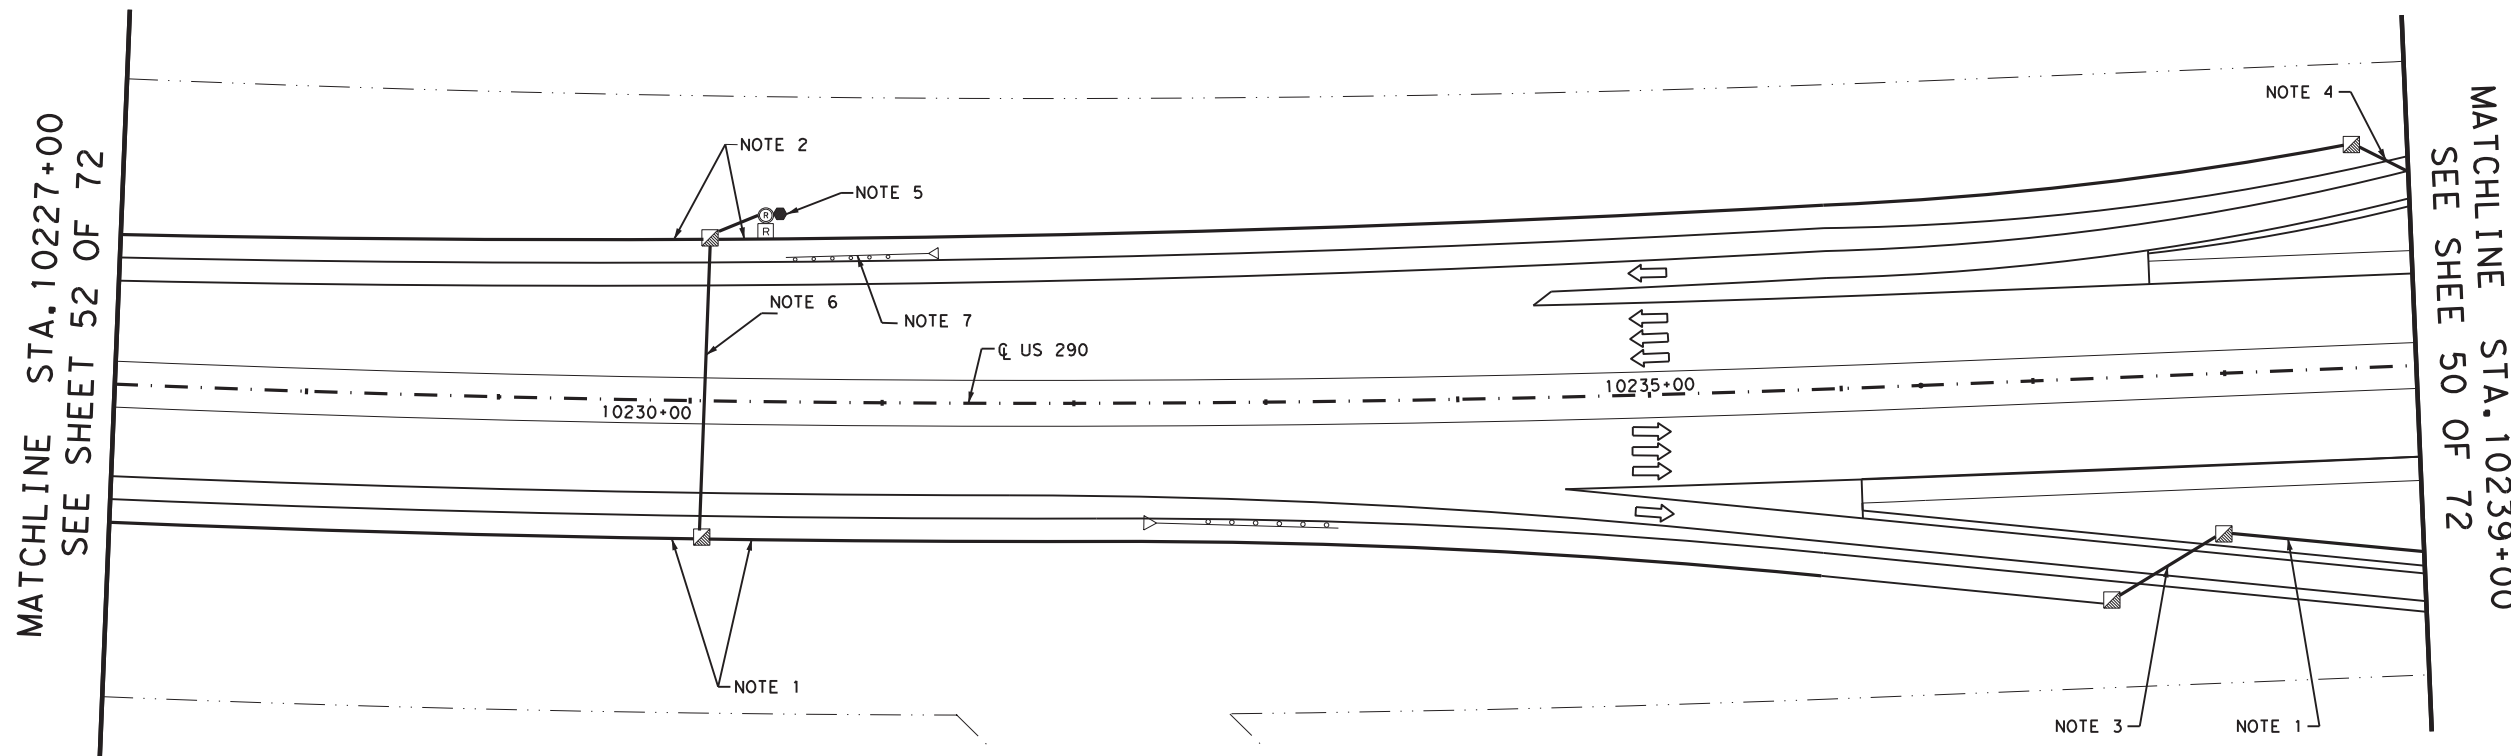 MATCHLINE STA.10227+00
SEE SHEET 52 OF 72
NOTE 4
NOTE 2
NOTE 5
R
R
NOTE 6
NOTE 7
℄ US 290
10235+00
10230+00
NOTE 1
NOTE 3
NOTE 1
MATCHLINE STA.10239+00
SEE SHEE 50 OF 72